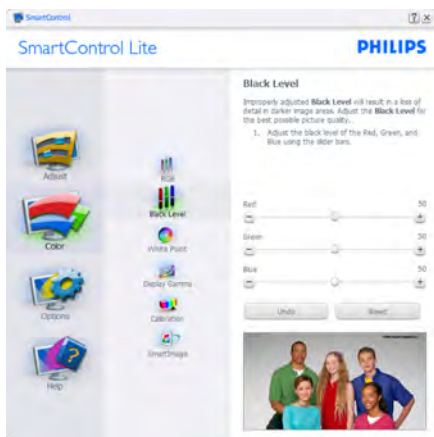 SmartControl
SmartControl Lite
PHILIPS
Adjust
Color
Options
Help
RGB
Black Level
White Point
Display Gamma
Calibration
SmartImage
Black Level
Improperly adjusted Black Level will result in a loss of
detail in darker image areas. Adjust the Black Level for
the best possible picture quality..
1. Adjust the black level of the Red, Green, and
Blue using the slider bars.
Red 50
Green 50
Blue 50
Undo Reset